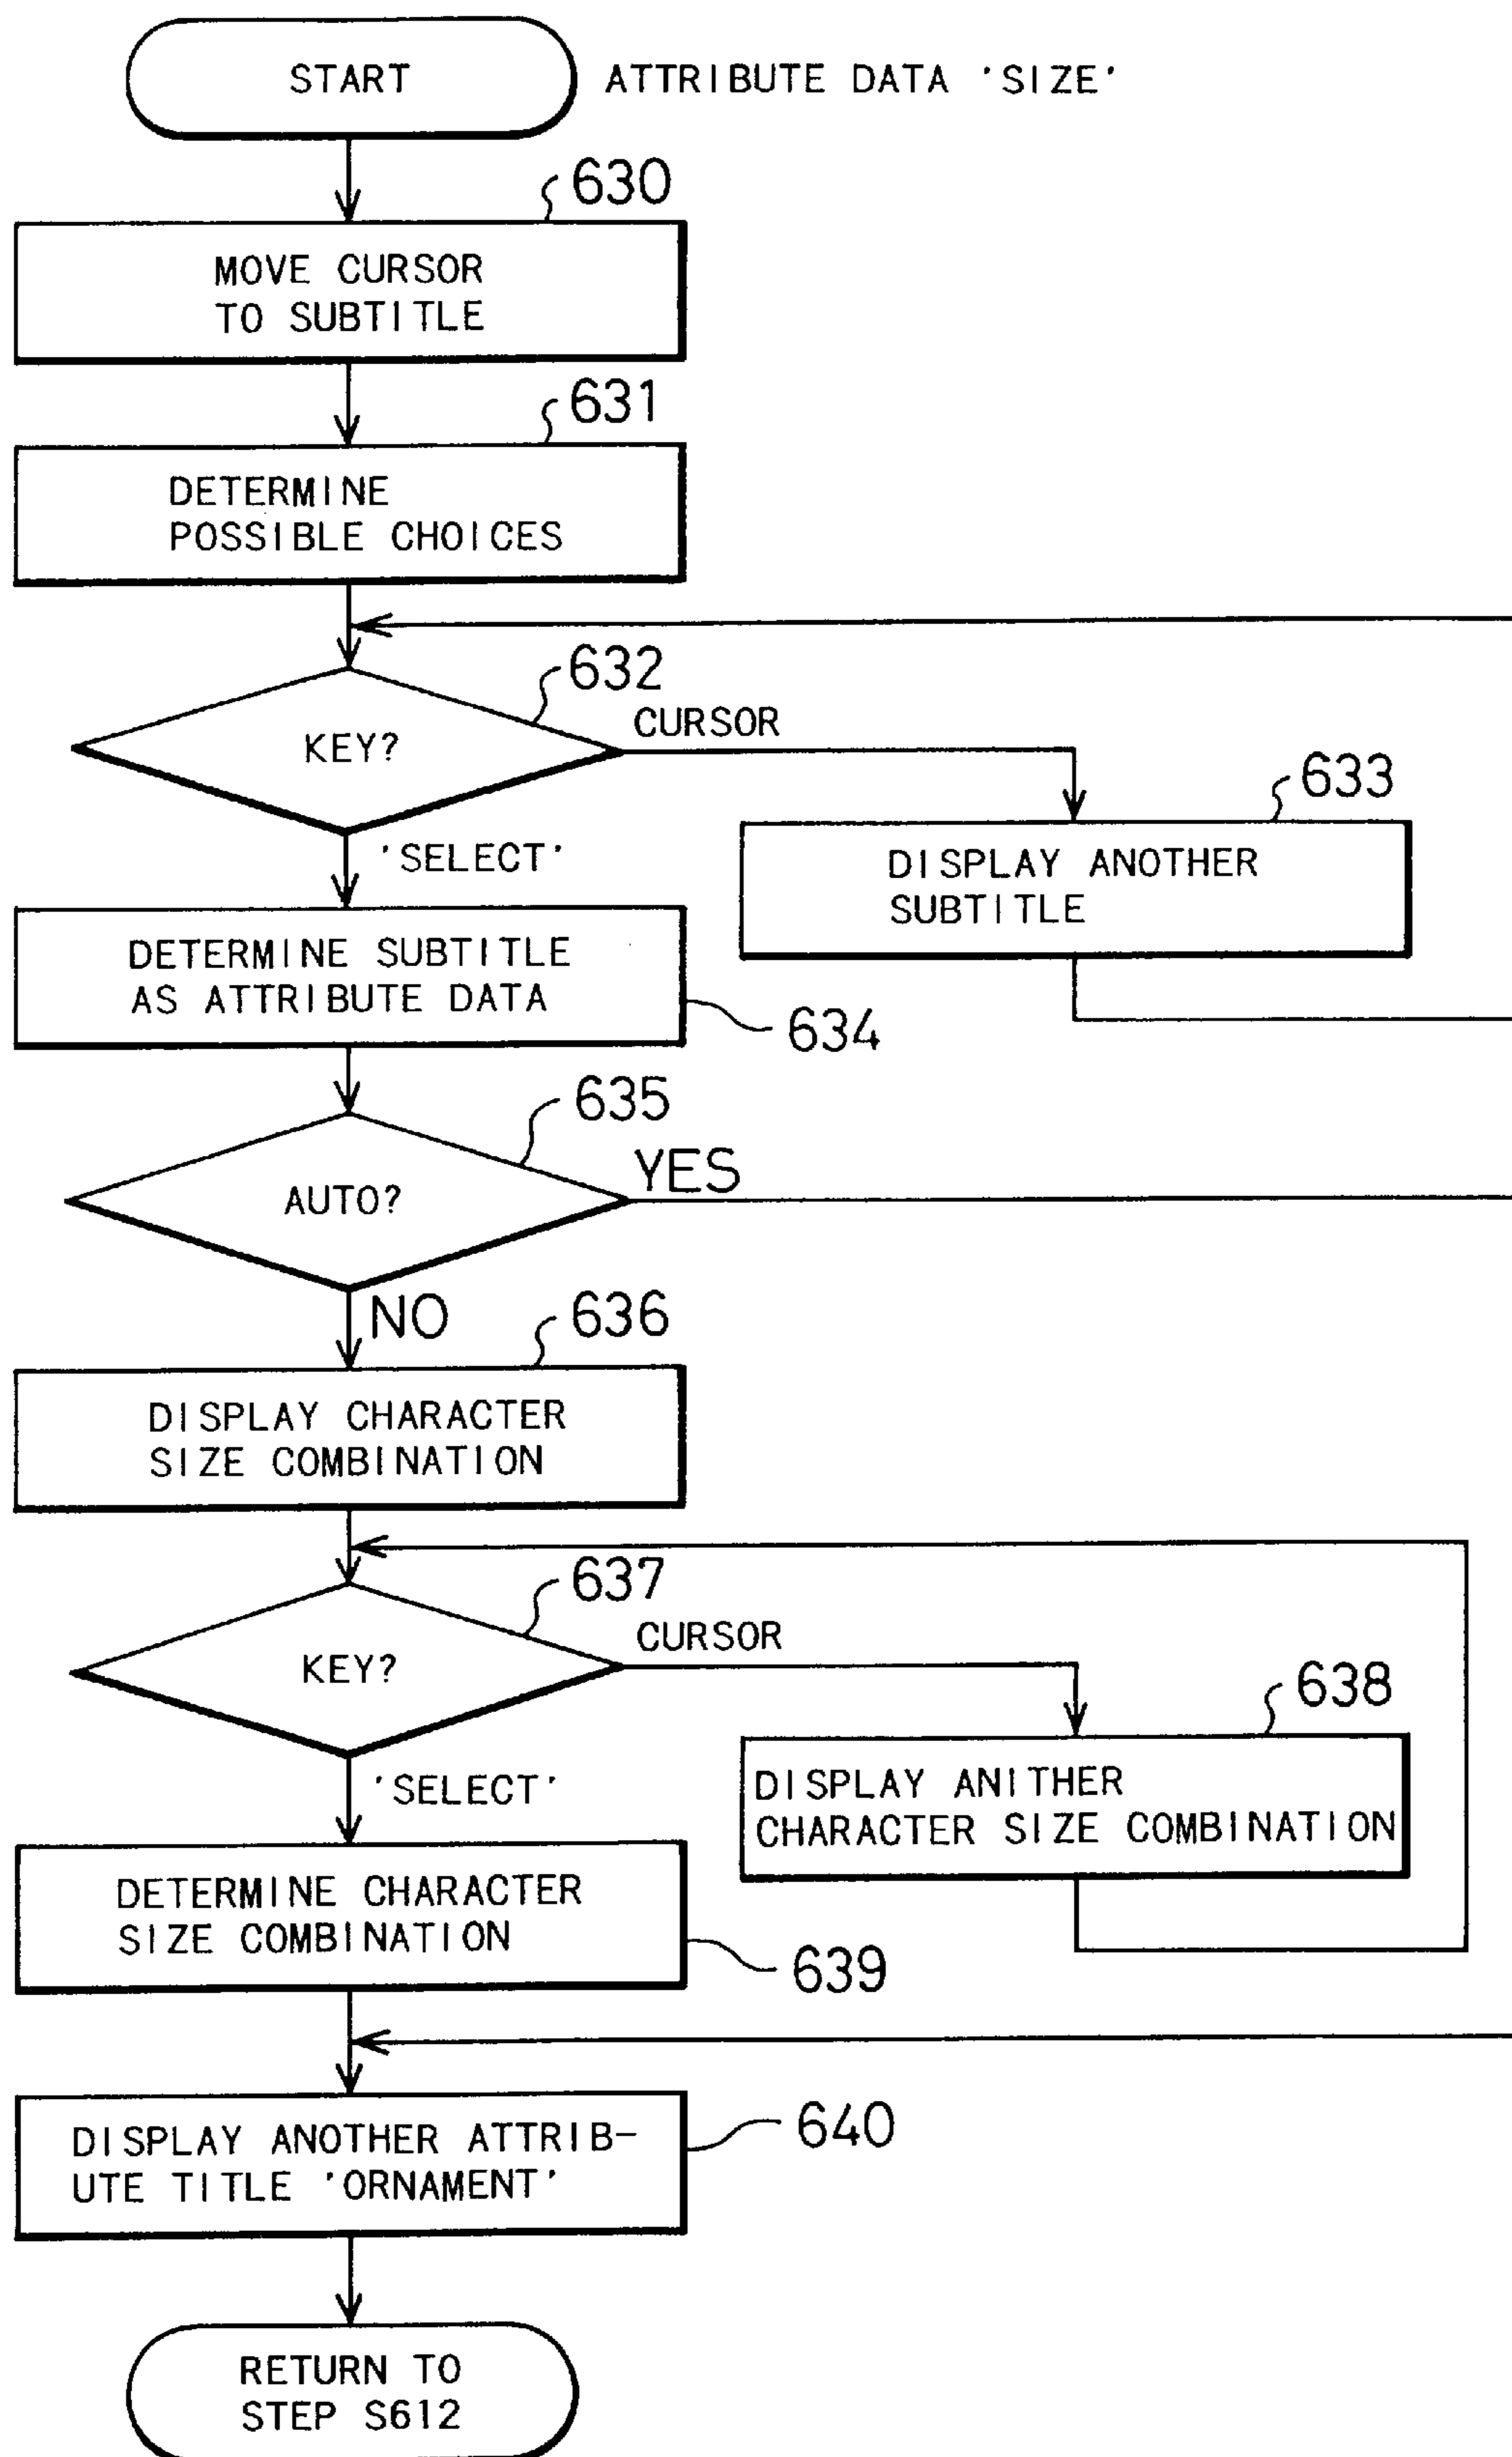 START
ATTRIBUTE DATA 'SIZE'
630
MOVE CURSOR
TO SUBTITLE
631
DETERMINE
POSSIBLE CHOICES
632
KEY?
CURSOR
633
DISPLAY ANOTHER
SUBTITLE
'SELECT'
DETERMINE SUBTITLE
AS ATTRIBUTE DATA
634
635
AUTO?
YES
NO
636
DISPLAY CHARACTER
SIZE COMBINATION
637
KEY?
CURSOR
638
DISPLAY ANITHER
CHARACTER SIZE COMBINATION
'SELECT'
DETERMINE CHARACTER
SIZE COMBINATION
639
DISPLAY ANOTHER ATTRIB-
UTE TITLE 'ORNAMENT'
640
RETURN TO
STEP S612